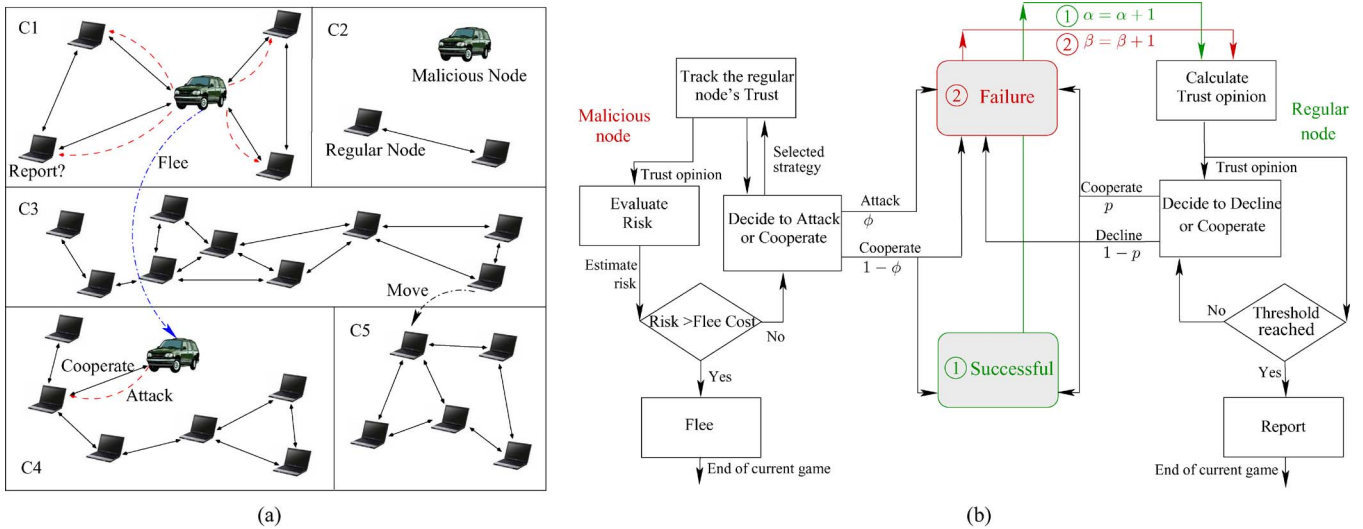 C1
Report?
Flee
C2
Malicious Node
Regular Node
C3
Move
C4
Cooperate
Attack
C5
(a)
Malicious
node
Track the regular
node's Trust
Trust opinion
Selected
strategy
Evaluate
Risk
Decide to Attack
or Cooperate
Estimate
risk
Risk >Flee Cost
No
Yes
Flee
End of current game
Attack
ϕ
Cooperate
1 − ϕ
② Failure
① Successful
① α = α + 1
② β = β + 1
Calculate
Trust opinion
Regular
node
Trust opinion
Cooperate
p
Decline
1 − p
Decide to Decline
or Cooperate
No
Threshold
reached
Yes
Report
End of current game
(b)